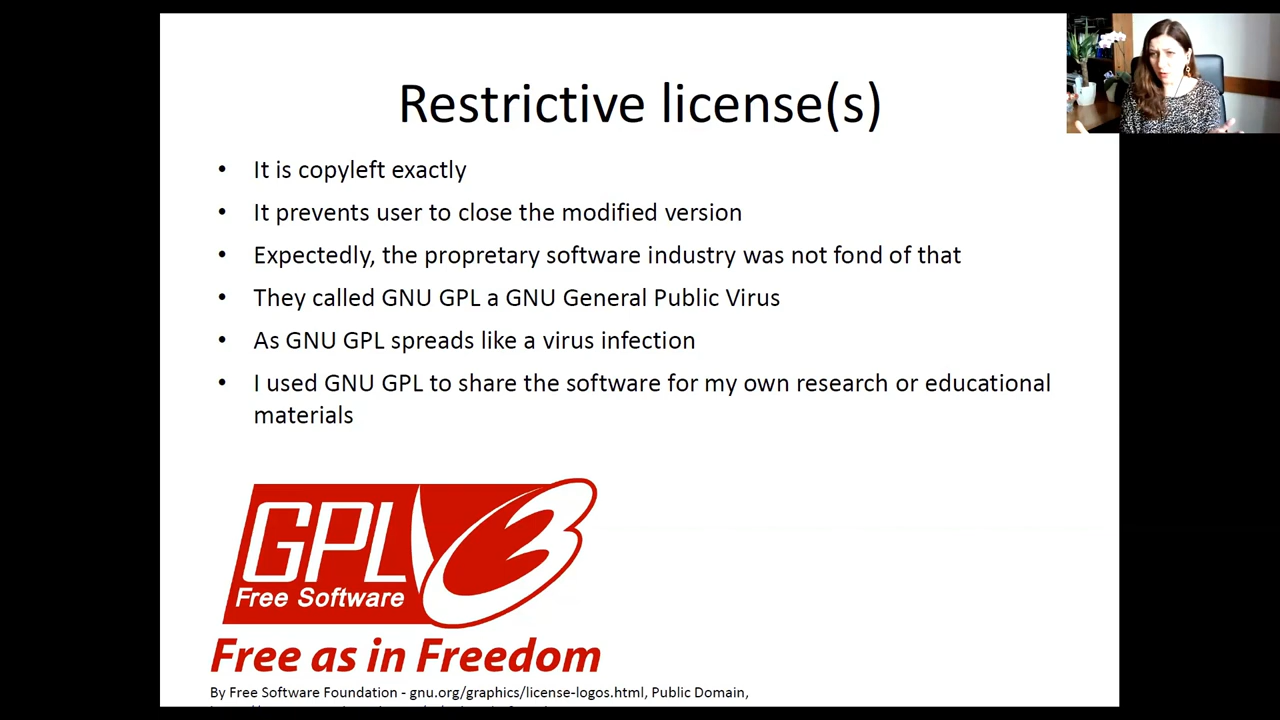 Restrictive license(s)
• It is copyleft exactly
• It prevents user to close the modified version
• Expectedly, the propretary software industry was not fond of that
• They called GNU GPL a GNU General Public Virus
• As GNU GPL spreads like a virus infection
• I used GNU GPL to share the software for my own research or educational
materials
GPLv3
Free Software
Free as in Freedom
By Free Software Foundation - gnu.org/graphics/license-logos.html, Public Domain,